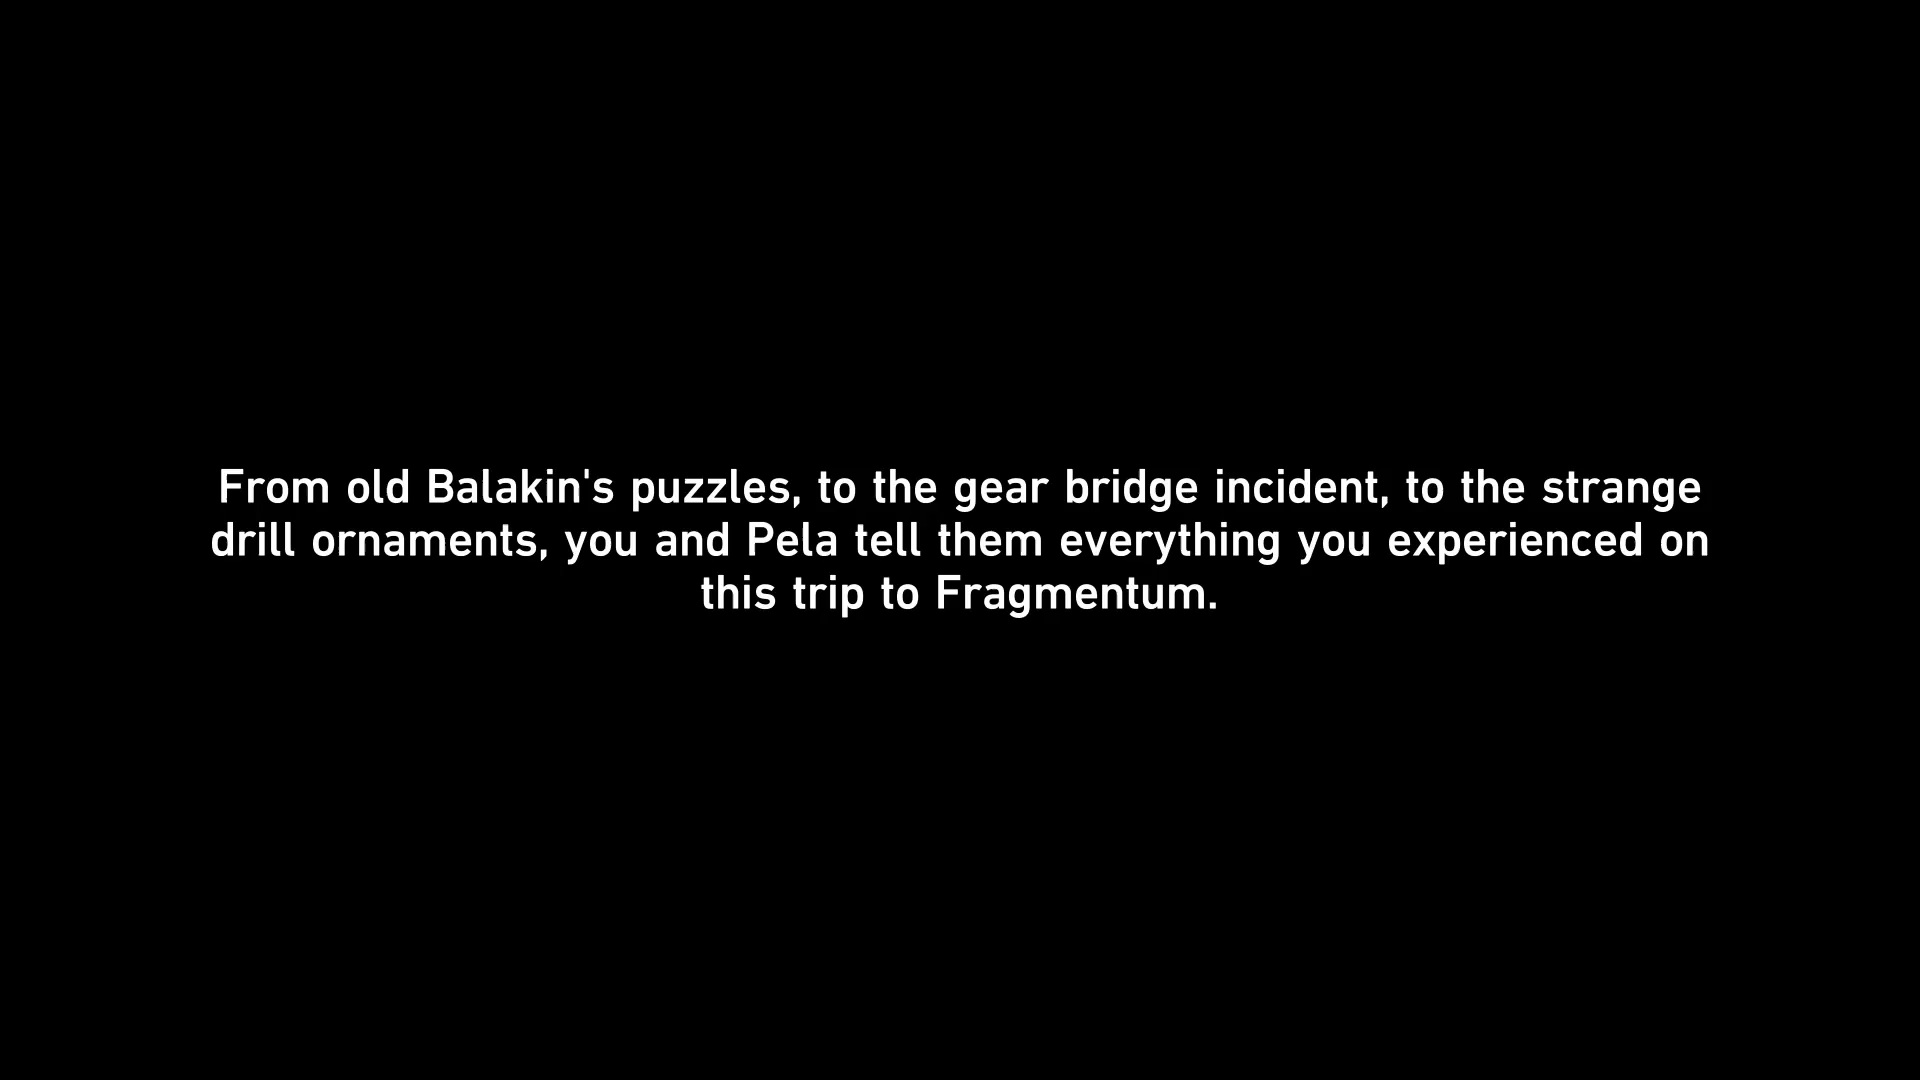 From old Balakin's puzzles, to the gear bridge incident, to the strange
drill ornaments, you and Pela tell them everything you experienced on
this trip to Fragmentum.